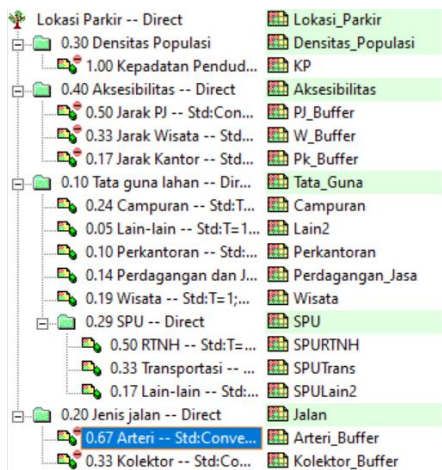 Lokasi Parkir -- Direct Lokasi_Parkir
0.30 Densitas Populasi Densitas_Populasi
1.00 Kepadatan Pendud... KP
0.40 Aksesibilitas -- Direct Aksesibilitas
0.50 Jarak PJ -- Std:Con... PJ_Buffer
0.33 Jarak Wisata -- Std... W_Buffer
0.17 Jarak Kantor -- Std... Pk_Buffer
0.10 Tata guna lahan -- Dir... Tata_Guna
0.24 Campuran -- Std:T... Campuran
0.05 Lain-lain -- Std:T=1... Lain2
0.10 Perkantoran -- Std:... Perkantoran
0.14 Perdagangan dan J... Perdagangan_Jasa
0.19 Wisata -- Std:T=1;... Wisata
0.29 SPU -- Direct SPU
0.50 RTNH -- Std:T=... SPURTNH
0.33 Transportasi -- ... SPUTrans
0.17 Lain-lain -- Std:... SPULain2
0.20 Jenis jalan -- Direct Jalan
0.67 Arteri -- Std:Conve... Arteri_Buffer
0.33 Kolektor -- Std:Co... Kolektor_Buffer